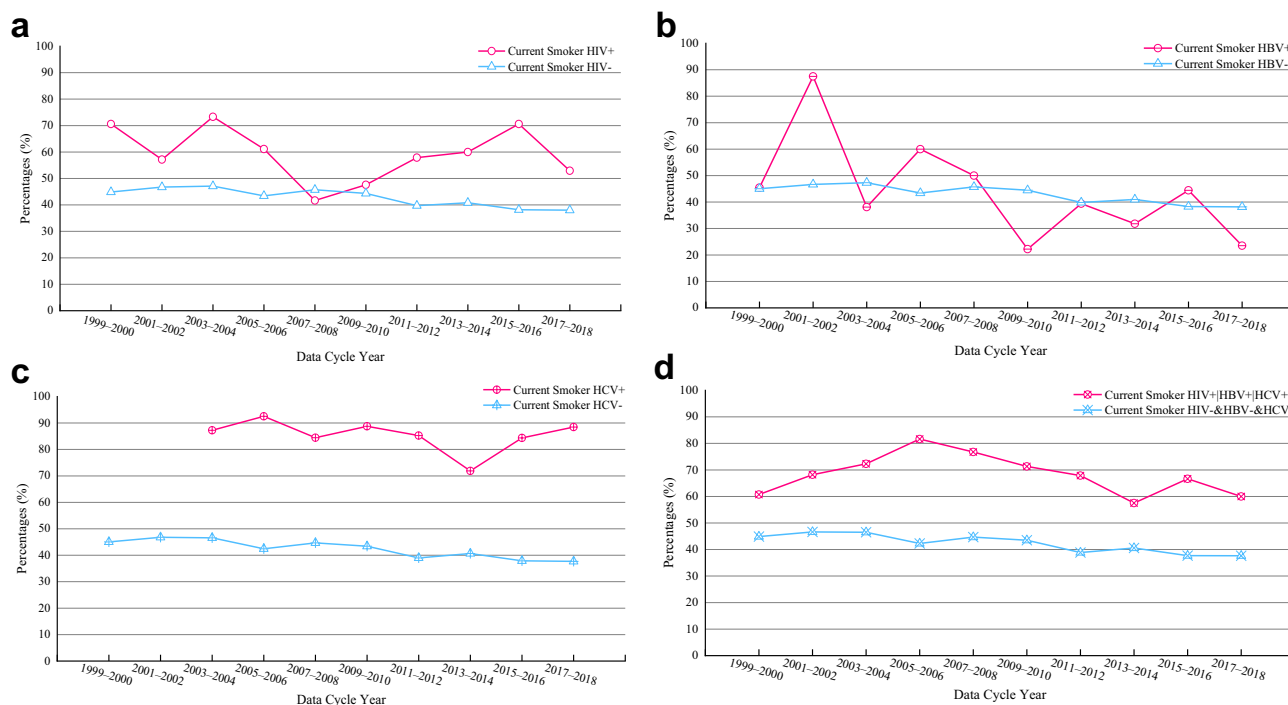 a
Current Smoker HIV+
Current Smoker HIV-
100
90
80
70
60
50
40
30
20
10
0
Percentages (%)
1999–2000 2001–2002 2003–2004 2005–2006 2007–2008 2009–2010 2011–2012 2013–2014 2015–2016 2017–2018
Data Cycle Year
b
Current Smoker HBV+
Current Smoker HBV-
100
90
80
70
60
50
40
30
20
10
0
Percentages (%)
1999–2000 2001–2002 2003–2004 2005–2006 2007–2008 2009–2010 2011–2012 2013–2014 2015–2016 2017–2018
Data Cycle Year
c
Current Smoker HCV+
Current Smoker HCV-
100
90
80
70
60
50
40
30
20
10
0
Percentages (%)
1999–2000 2001–2002 2003–2004 2005–2006 2007–2008 2009–2010 2011–2012 2013–2014 2015–2016 2017–2018
Data Cycle Year
d
Current Smoker HIV+|HBV+|HCV+
Current Smoker HIV-&HBV-&HCV-
100
90
80
70
60
50
40
30
20
10
0
Percentages (%)
1999–2000 2001–2002 2003–2004 2005–2006 2007–2008 2009–2010 2011–2012 2013–2014 2015–2016 2017–2018
Data Cycle Year